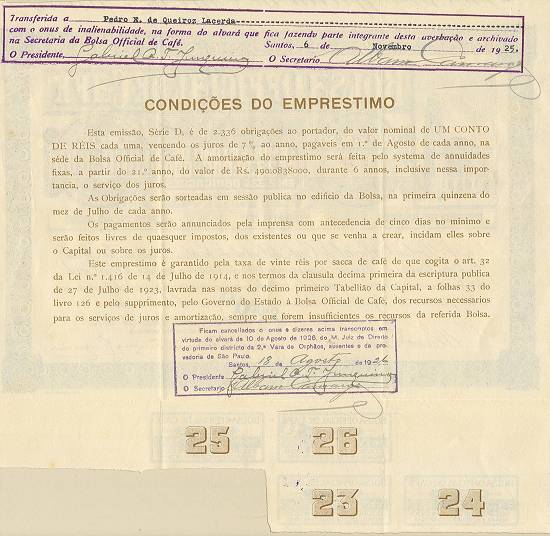 Transferida a Pedro N. de Queiroz Lacerda
com o onus de inalienabilidade, na forma do alvará que fica fazendo parte integrante desta averbação e archivado
na Secretaria da Bolsa Official de Café. Santos, 6 de Novembro de 1925.
O Presidente, Gabriel O. T. Junqueira O Secretario,
CONDIÇÕES DO EMPRESTIMO
Esta emissão, Série D, é de 2.336 obrigações ao portador, do valor nominal de UM CONTO
DE RÉIS cada uma, vencendo os juros de 7% ao anno, pagaveis em 1.º de Agosto de cada anno, na
séde da Bolsa Official de Café. A amortização do emprestimo será feita pelo system de annuidades
fixas, a partir do 21.º anno, do valor de Rs. 490:083$000, durante 6 annos, inclusive nessa impor-
tancia, o serviço dos juros.
As Obrigações serão sorteadas em sessão publica no edificio da Bolsa, na primeira quinzena do
mez de Julho de cada anno.
Os pagamentos serão annunciados pela imprensa com antecedencia de cinco dias no minimo e
serão feitos livres de quaesquer impostos, dos existentes ou que se venha a crear, incidam elles sobre
o Capital ou sobre os juros.
Este emprestimo é garantido pela taxa de vinte réis por sacca de café de que cogita o art. 32
da Lei n.º 1.416 de 14 de Julho de 1914, e nos termos da clausula decima primeira da escriptura publica
de 27 de Julho de 1923, lavrada nas notas do decimo primeiro Tabellião da Capital, a folhas 33 do
livro 126 e pelo supprimento, pelo Governo do Estado á Bolsa Official de Café, dos recursos necessarios
para os serviços de juros e amortização, sempre que forem insufficientes os recursos da referida Bolsa.
Ficam cancellados o onus e dizeres acima transcriptos em
virtude do alvará de 10 de Agosto de 1926, do M. Juiz de Direito
do primeiro districto da 2.ª Vara de Orphãos, ausentes e da pro-
vedoria de São Paulo.
Santos, 18 de Agosto de 1926
O Presidente Gabriel O. T. Junqueira
O Secretario
25
26
23
24